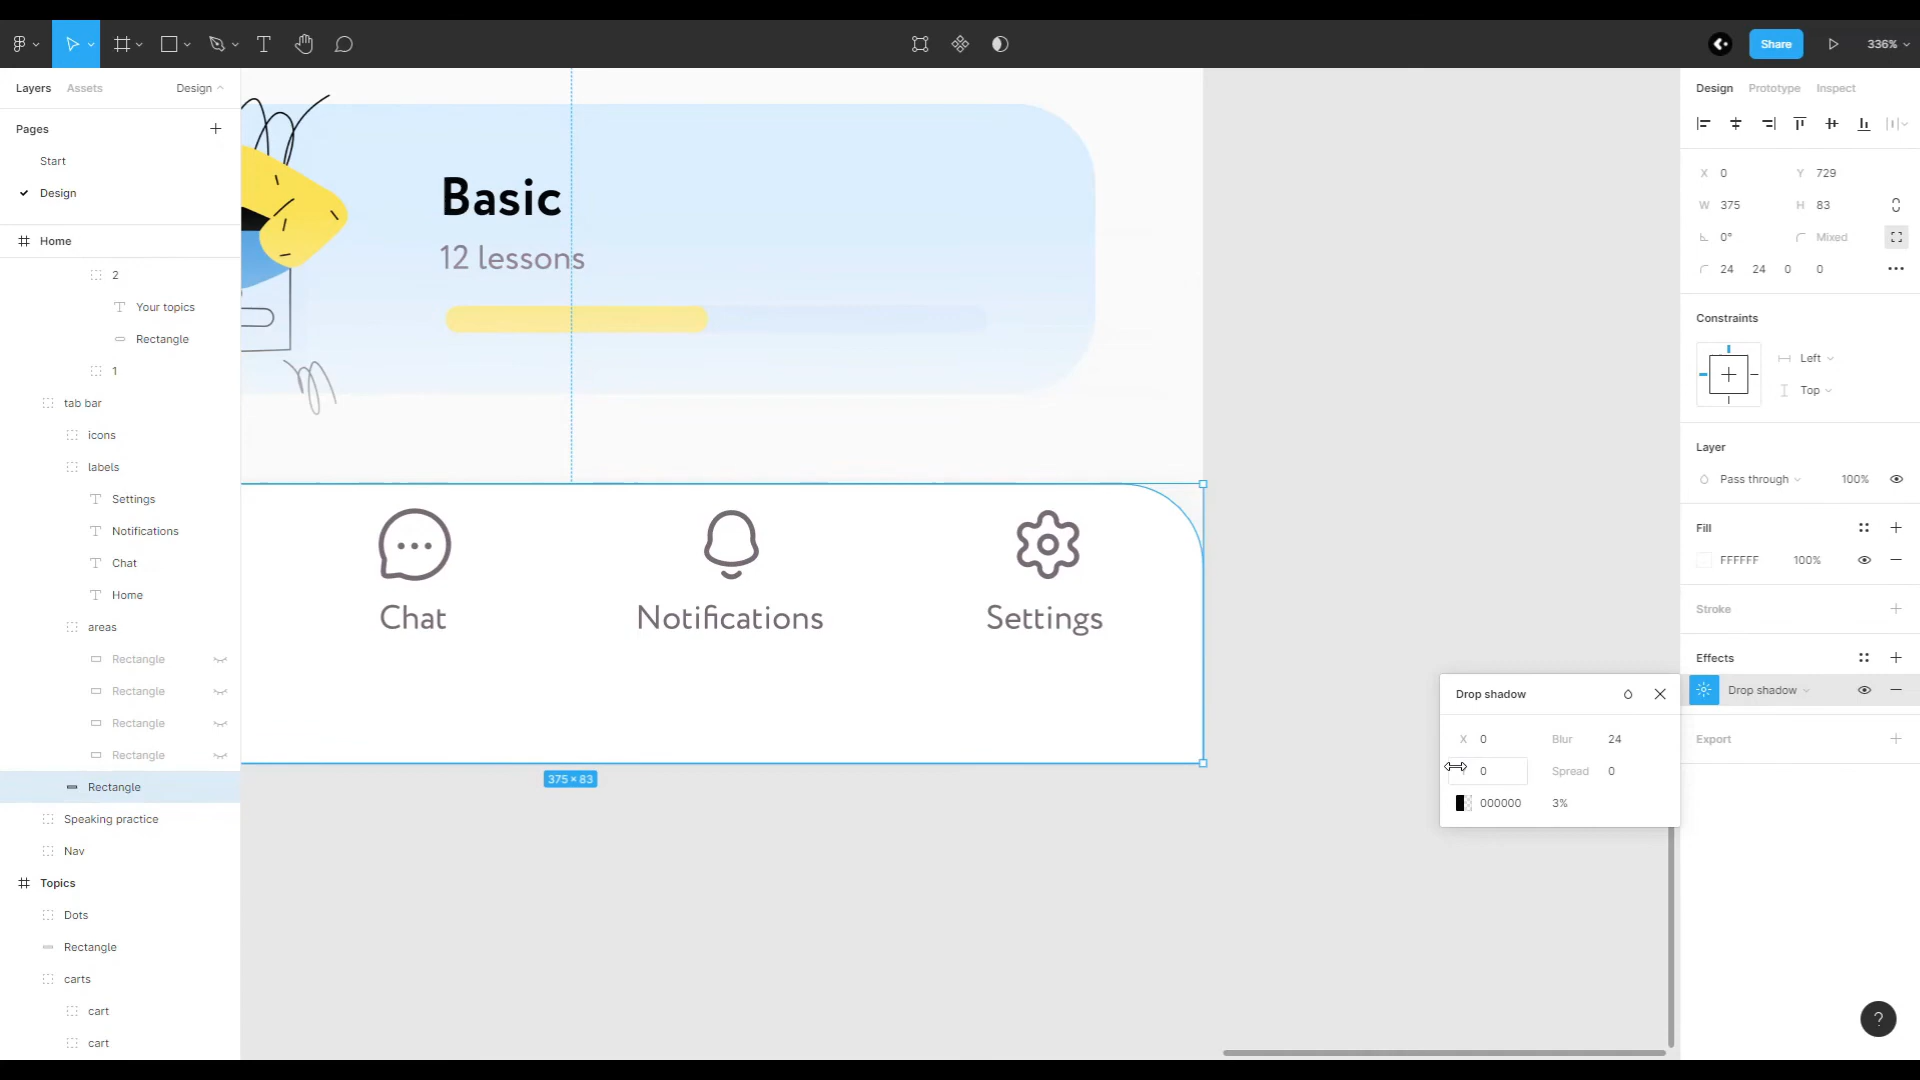 Share
336%
Layers
Assets
Design
Pages
Start
Design
Home
2
Your topics
Rectangle
1
tab bar
icons
labels
Settings
Notifications
Chat
Home
areas
Rectangle
Rectangle
Rectangle
Rectangle
Rectangle
Speaking practice
Nav
Topics
Dots
Rectangle
carts
cart
cart
Basic
12 lessons
Chat
Notifications
Settings
375 × 83
Drop shadow
X 0
Blur 24
0
Spread 0
000000 3%
Design
Prototype
Inspect
X 0
Y 729
W 375
H 83
0°
Mixed
24 24 0 0
Constraints
Left
Top
Layer
Pass through
100%
Fill
FFFFFF 100%
Stroke
Effects
Drop shadow
Export
?